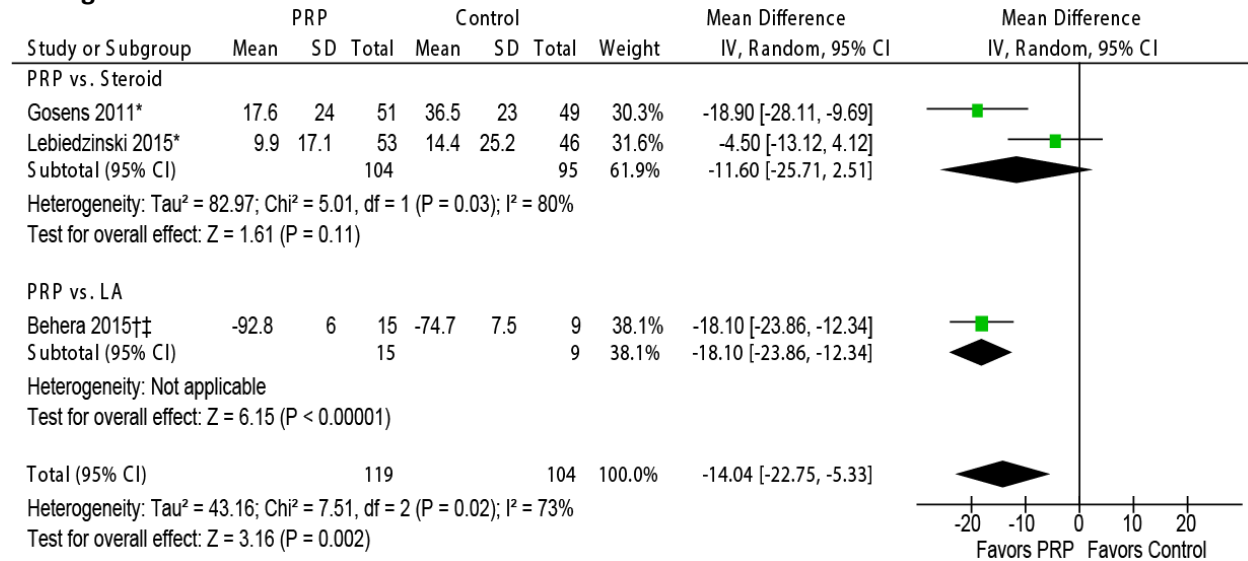 PRP Control Mean Difference Mean Difference
Study or Subgroup Mean SD Total Mean SD Total Weight IV, Random, 95% CI IV, Random, 95% CI
PRP vs. Steroid
Gosens 2011* 17.6 24 51 36.5 23 49 30.3% -18.90 [-28.11, -9.69]
Lebiedzinski 2015* 9.9 17.1 53 14.4 25.2 46 31.6% -4.50 [-13.12, 4.12]
Subtotal (95% CI) 104 95 61.9% -11.60 [-25.71, 2.51]
Heterogeneity: Tau² = 82.97; Chi² = 5.01, df = 1 (P = 0.03); I² = 80%
Test for overall effect: Z = 1.61 (P = 0.11)
PRP vs. LA
Behera 2015†‡ -92.8 6 15 -74.7 7.5 9 38.1% -18.10 [-23.86, -12.34]
Subtotal (95% CI) 15 9 38.1% -18.10 [-23.86, -12.34]
Heterogeneity: Not applicable
Test for overall effect: Z = 6.15 (P < 0.00001)
Total (95% CI) 119 104 100.0% -14.04 [-22.75, -5.33]
Heterogeneity: Tau² = 43.16; Chi² = 7.51, df = 2 (P = 0.02); I² = 73%
Test for overall effect: Z = 3.16 (P = 0.002)
-20 -10 0 10 20
Favors PRP Favors Control